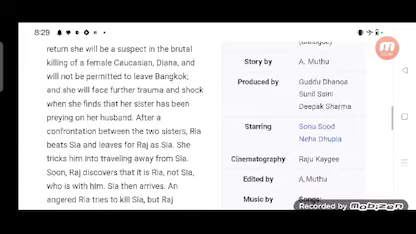 8:29
return she will be a suspect in the brutal
killing of a female Caucasian, Diana, and
will not be permitted to leave Bangkok;
and she will face further trauma and shock
when she finds that her sister has been
preying on her husband. After a
confrontation between the two sisters, Ria
beats Sia and leaves for Raj as Sia. She
tricks him into traveling away from Sia.
Soon, Raj discovers that it is Ria, not Sia,
who is with him. Sia then arrives. An
angered Ria tries to kill Sia, but Raj
(dialogue)
Story by A. Muthu
Produced by Guddu Dhanoa
Sunil Saini
Deepak Sharma
Starring Sonu Sood
Neha Dhupia
Cinematography Raju Kaygee
Edited by A.Muthu
Music by Songs:
Recorded by Mobizen